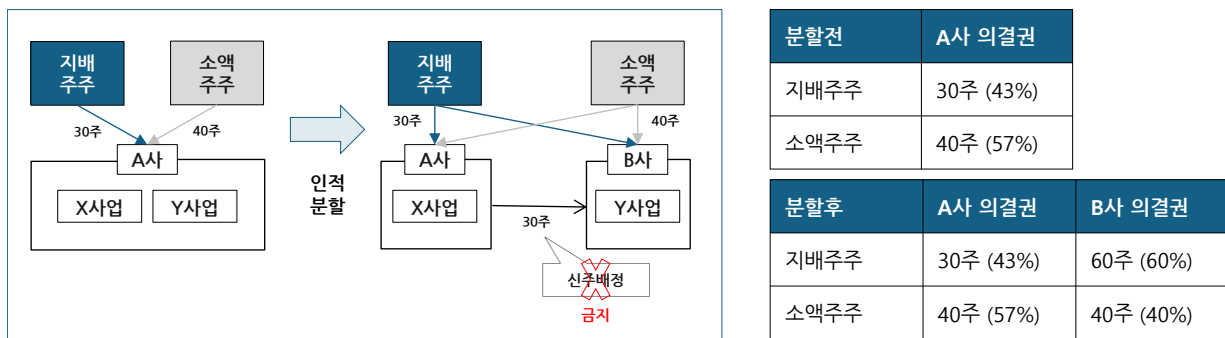 지배
주주
소액
주주
30주
40주
A사
X사업
Y사업
인적
분할
지배
주주
소액
주주
30주
40주
A사
B사
X사업
Y사업
30주
신주배정
금지
분할전 A사 의결권
지배주주 30주 (43%)
소액주주 40주 (57%)
분할후 A사 의결권 B사 의결권
지배주주 30주 (43%) 60주 (60%)
소액주주 40주 (57%) 40주 (40%)